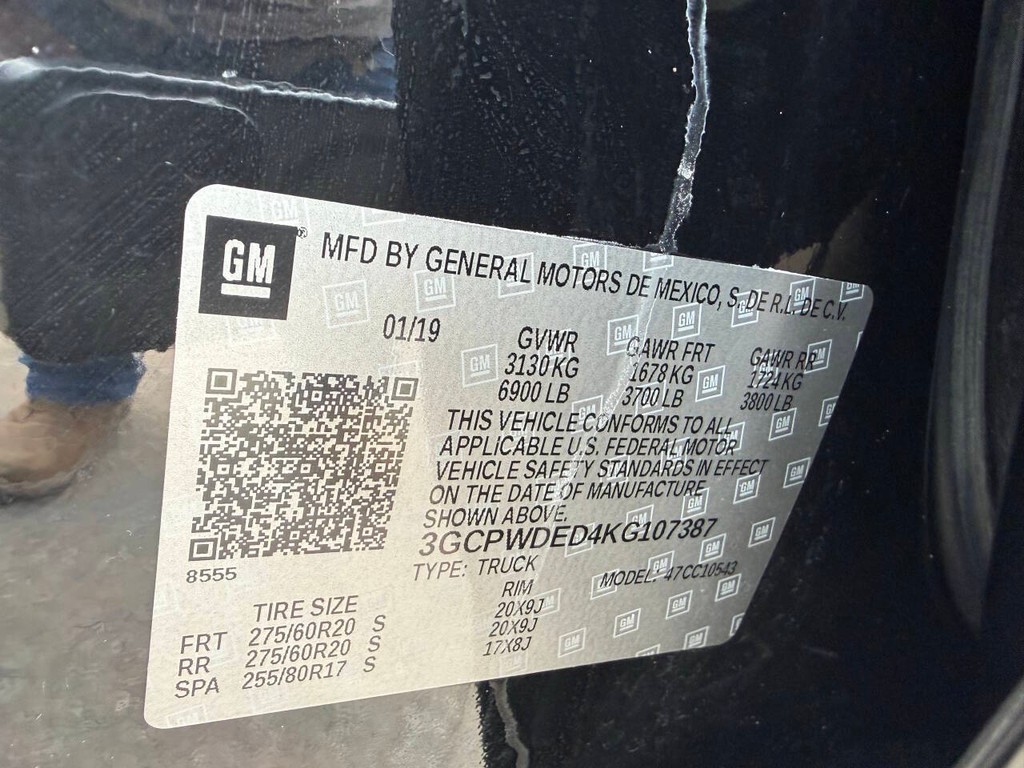 GM ®
MFD BY GENERAL MOTORS DE MEXICO, S. DE R.L. DE C.V.
01/19 GVWR GAWR FRT GAWR RR
3130 KG 1678 KG 1724 KG
6900 LB 3700 LB 3800 LB
THIS VEHICLE CONFORMS TO ALL
APPLICABLE U.S. FEDERAL MOTOR
VEHICLE SAFETY STANDARDS IN EFFECT
ON THE DATE OF MANUFACTURE
SHOWN ABOVE.
3GCPWDED4KG107387
8555
TYPE: TRUCK MODEL: 47CC10543
TIRE SIZE RIM
FRT 275/60R20 S 20X9J
RR 275/60R20 S 20X9J
SPA 255/80R17 S 17X8J